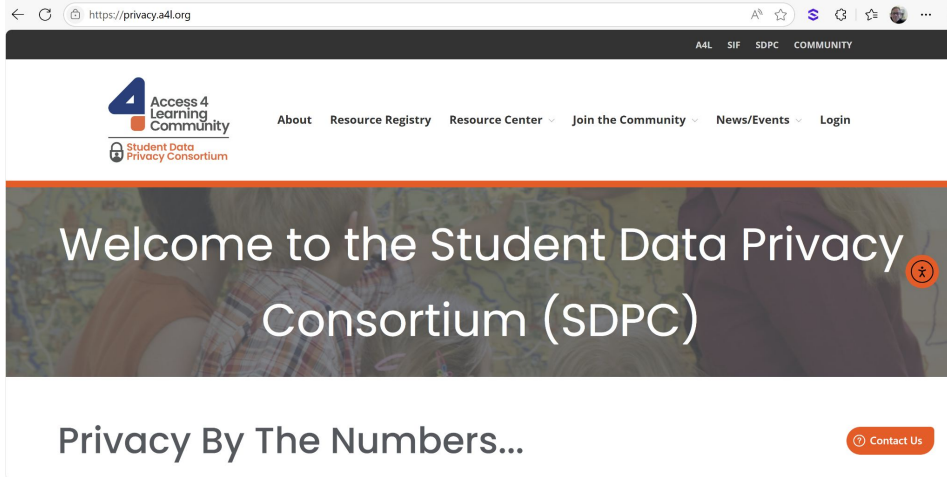 https://privacy.a4l.org
A4L SIF SDPC COMMUNITY
4 Access 4
Learning
Community
Student Data
Privacy Consortium
About Resource Registry Resource Center Join the Community News/Events Login
Welcome to the Student Data Privacy
Consortium (SDPC)
Privacy By The Numbers...
Contact Us